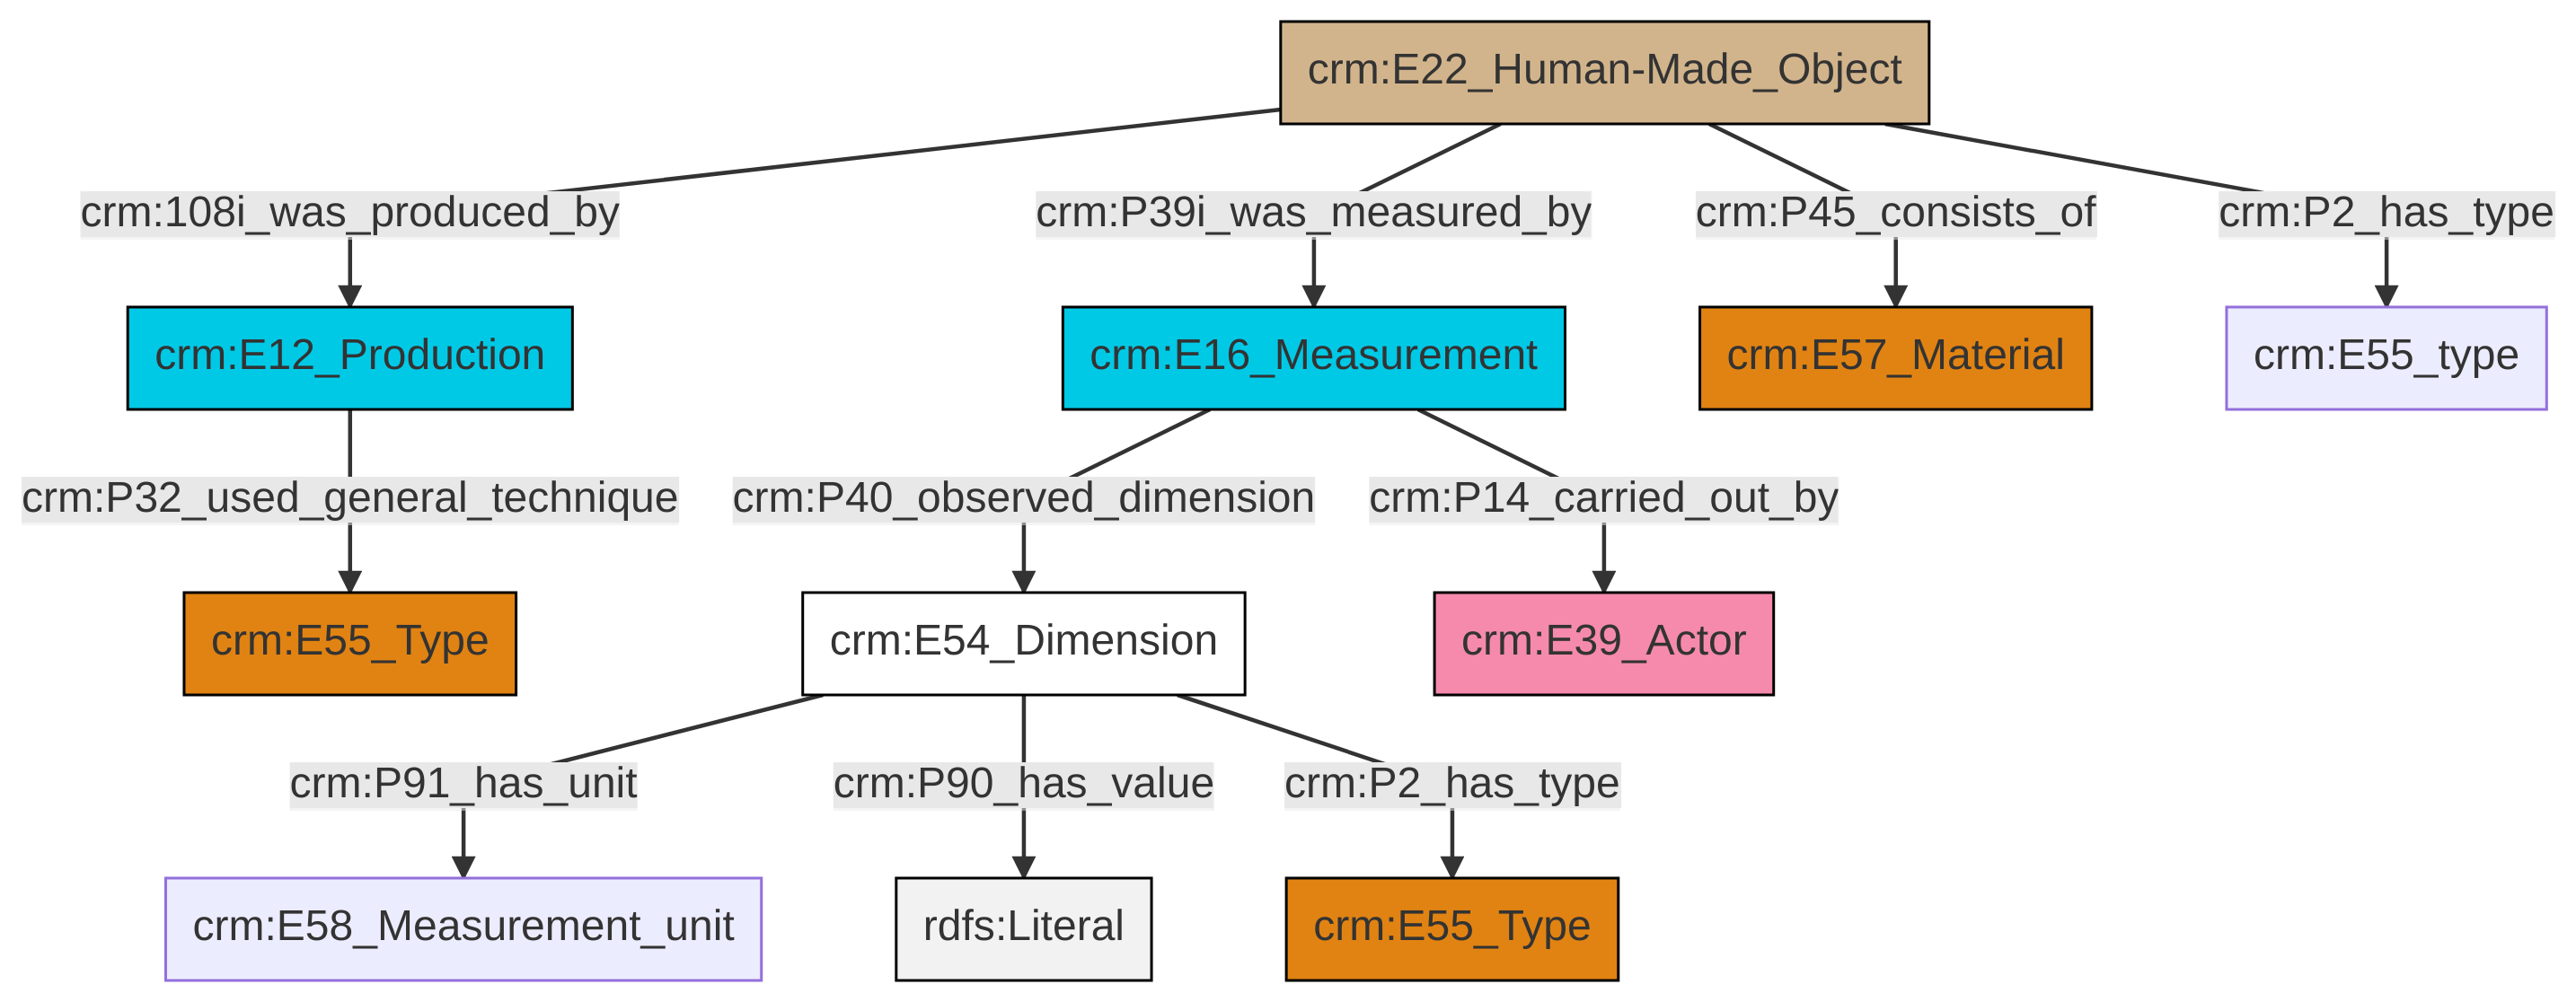 crm:E22_Human-Made_Object
crm:108i_was_produced_by
crm:P39i_was_measured_by
crm:P45_consists_of
crm:P2_has_type
crm:E12_Production
crm:E16_Measurement
crm:E57_Material
crm:E55_type
crm:P32_used_general_technique
crm:P40_observed_dimension
crm:P14_carried_out_by
crm:E55_Type
crm:E54_Dimension
crm:E39_Actor
crm:P91_has_unit
crm:P90_has_value
crm:P2_has_type
crm:E58_Measurement_unit
rdfs:Literal
crm:E55_Type